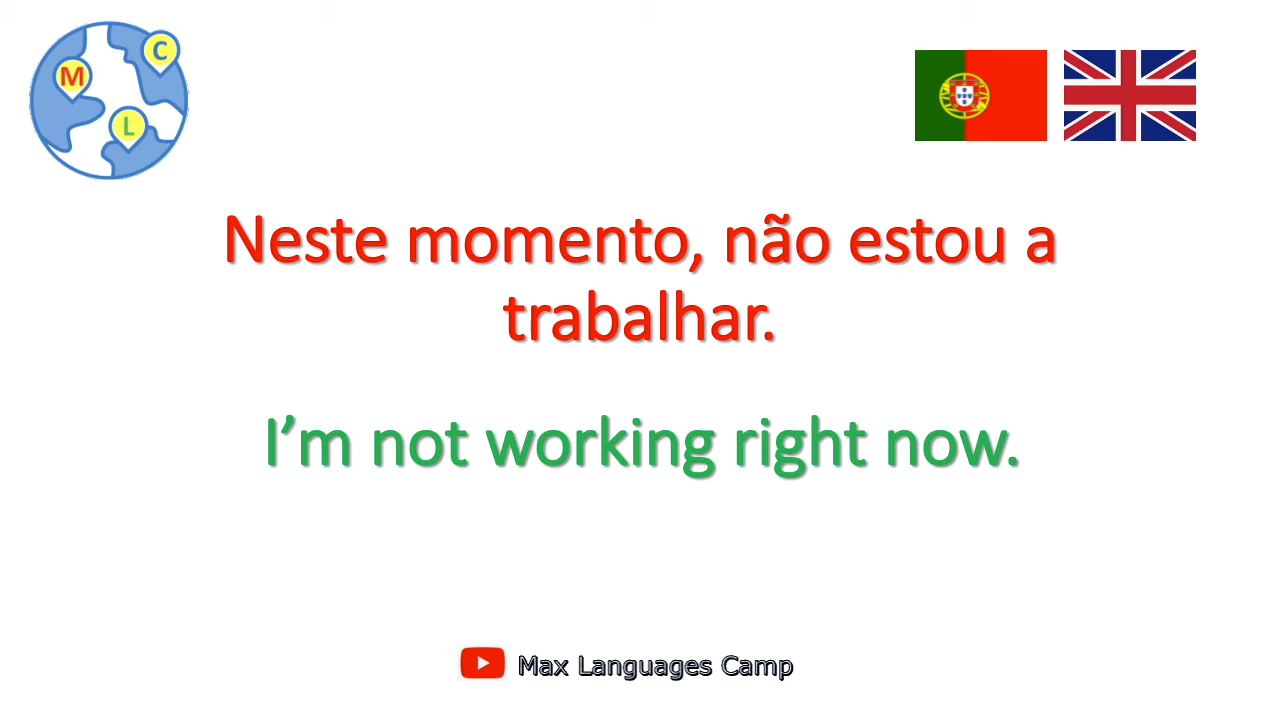 M
C
L
Neste momento, não estou a
trabalhar.
I’m not working right now.
Max Languages Camp